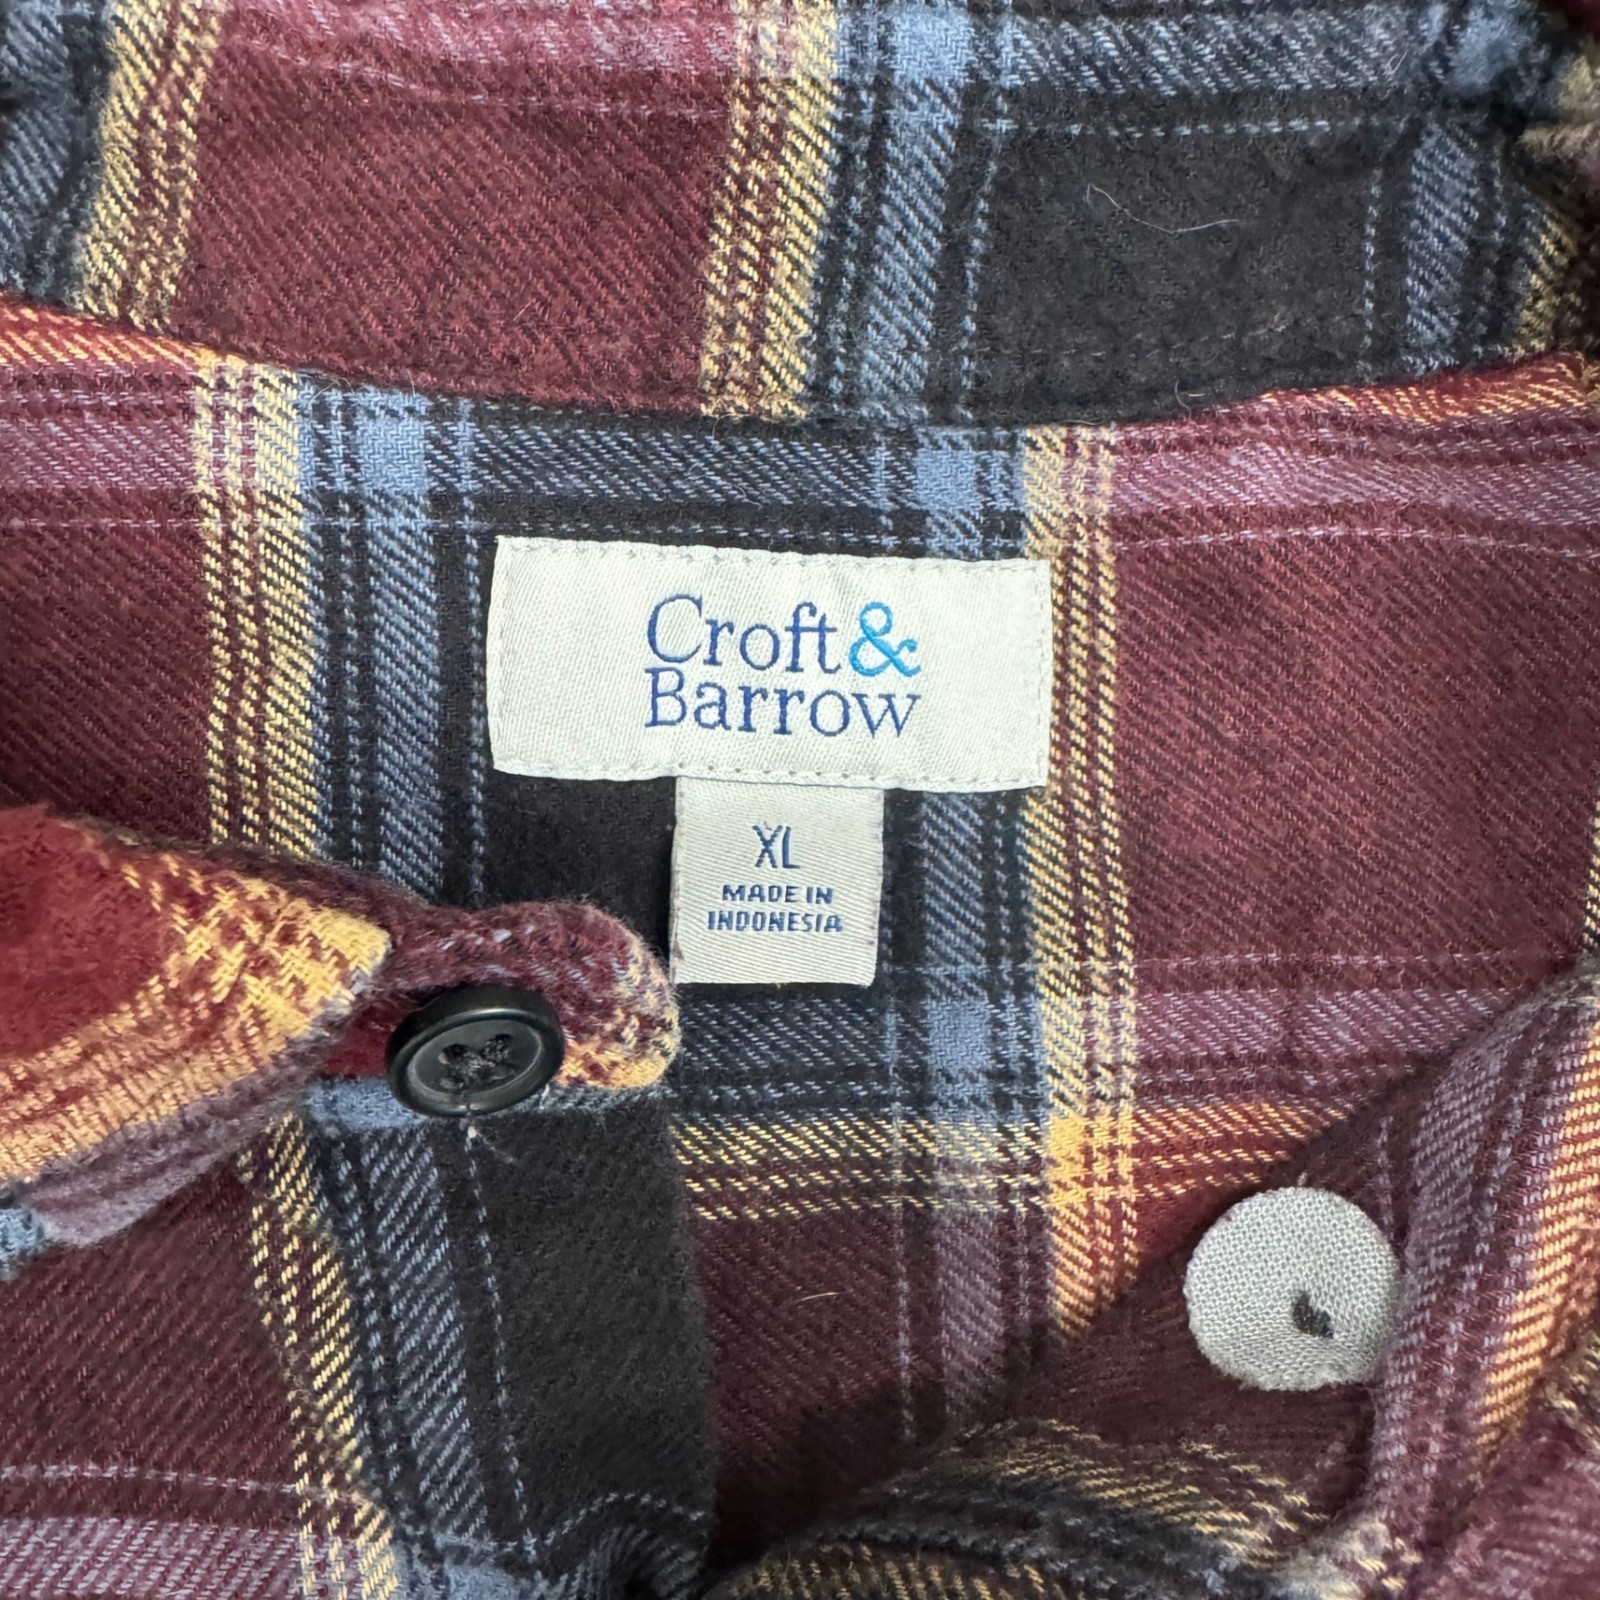 Croft&
Barrow
XL
MADE IN
INDONESIA